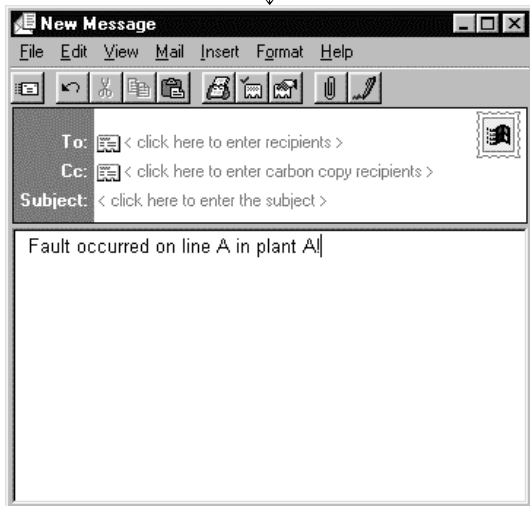 New Message
File Edit View Mail Insert Format Help
To: < click here to enter recipients >
Cc: < click here to enter carbon copy recipients >
Subject: < click here to enter the subject >
Fault occurred on line A in plant A!